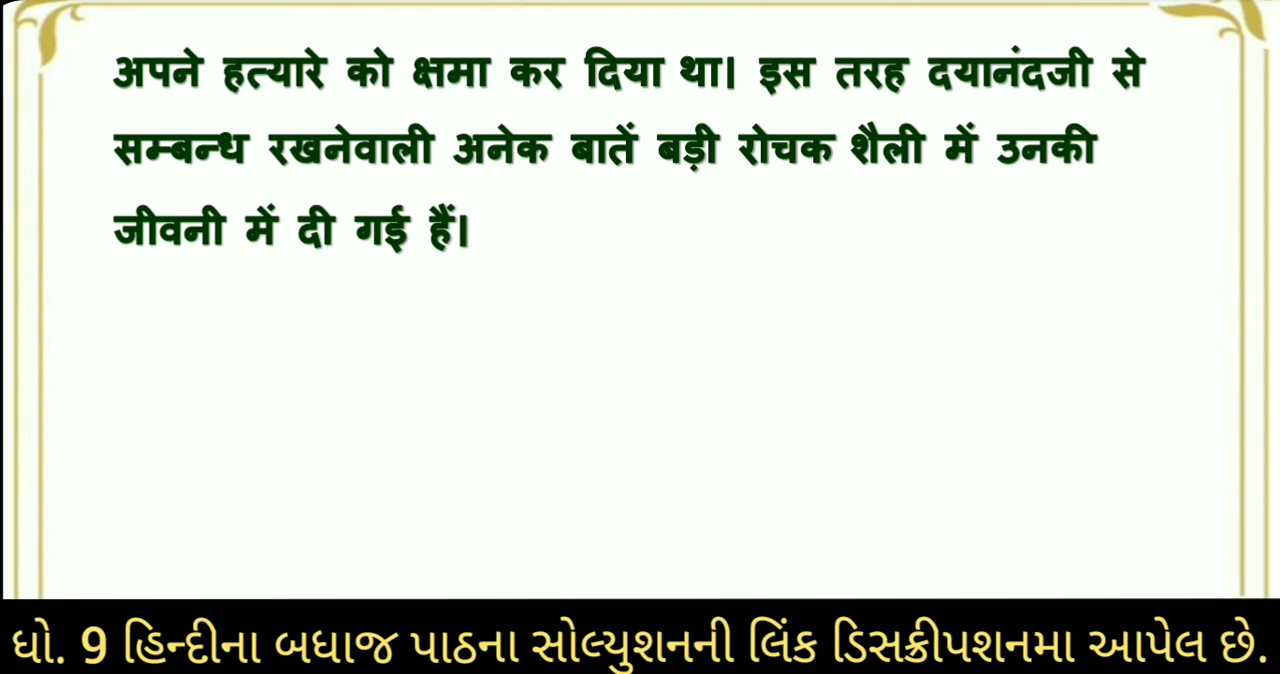 अपने हत्यारे को क्षमा कर दिया था। इस तरह दयानंदजी से
सम्बन्ध रखनेवाली अनेक बातें बड़ी रोचक शैली में उनकी
जीवनी में दी गई हैं।
ધો. 9 હિન્દીના બધાજ પાઠના સોલ્યુશનની લિંક ડિસક્રીપશનમા આપેલ છે.